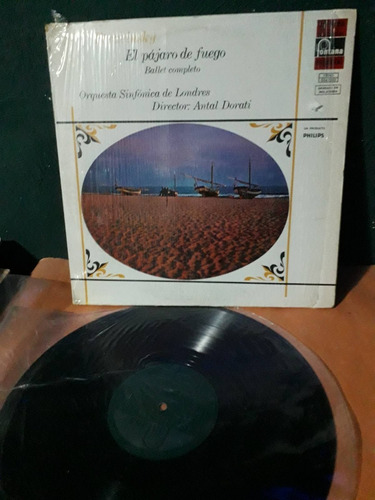 El pájaro de fuego
Ballet completo
Orquesta Sinfónica de Londres
Director: Antal Dorati
fontana
PHILIPS